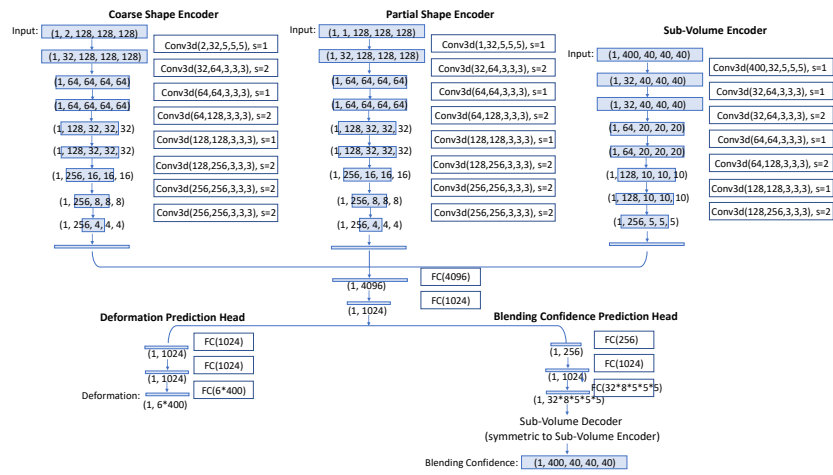 Coarse Shape Encoder
Input:
(1, 2, 128, 128, 128)
Conv3d(2,32,5,5,5), s=1
(1, 32, 128, 128, 128)
Conv3d(32,64,3,3,3), s=2
(1, 64, 64, 64, 64)
Conv3d(64,64,3,3,3), s=1
(1, 64, 64, 64, 64)
Conv3d(64,128,3,3,3), s=2
(1, 128, 32, 32, 32)
Conv3d(128,128,3,3,3), s=1
(1, 128, 32, 32, 32)
Conv3d(128,256,3,3,3), s=2
(1, 256, 16, 16, 16)
Conv3d(256,256,3,3,3), s=2
(1, 256, 8, 8, 8)
Conv3d(256,256,3,3,3), s=2
(1, 256, 4, 4, 4)
Partial Shape Encoder
Input:
(1, 1, 128, 128, 128)
Conv3d(1,32,5,5,5), s=1
(1, 32, 128, 128, 128)
Conv3d(32,64,3,3,3), s=2
(1, 64, 64, 64, 64)
Conv3d(64,64,3,3,3), s=2
(1, 64, 64, 64, 64)
Conv3d(64,128,3,3,3), s=2
(1, 128, 32, 32, 32)
Conv3d(128,128,3,3,3), s=2
(1, 128, 32, 32, 32)
Conv3d(128,256,3,3,3), s=2
(1, 256, 16, 16, 16)
Conv3d(256,256,3,3,3), s=2
(1, 256, 8, 8, 8)
Conv3d(256,256,3,3,3), s=2
(1, 256, 4, 4, 4)
Sub-Volume Encoder
Input:
(1, 400, 40, 40, 40)
Conv3d(400,32,5,5,5), s=1
(1, 32, 40, 40, 40)
Conv3d(32,64,3,3,3), s=1
(1, 32, 40, 40, 40)
Conv3d(32,64,3,3,3), s=2
(1, 64, 20, 20, 20)
Conv3d(64,64,3,3,3), s=1
(1, 64, 20, 20, 20)
Conv3d(64,128,3,3,3), s=2
(1, 128, 10, 10, 10)
Conv3d(128,128,3,3,3), s=1
(1, 128, 10, 10, 10)
Conv3d(128,256,3,3,3), s=2
(1, 256, 5, 5, 5)
FC(4096)
(1, 4096)
FC(1024)
(1, 1024)
Deformation Prediction Head
FC(1024)
(1, 1024)
FC(1024)
(1, 1024)
FC(6*400)
Deformation:
(1, 6*400)
Blending Confidence Prediction Head
FC(256)
(1, 256)
FC(1024)
(1, 1024)
FC(32*8*5*5*5)
(1, 32*8*5*5*5)
Sub-Volume Decoder
(symmetric to Sub-Volume Encoder)
Blending Confidence:
(1, 400, 40, 40, 40)